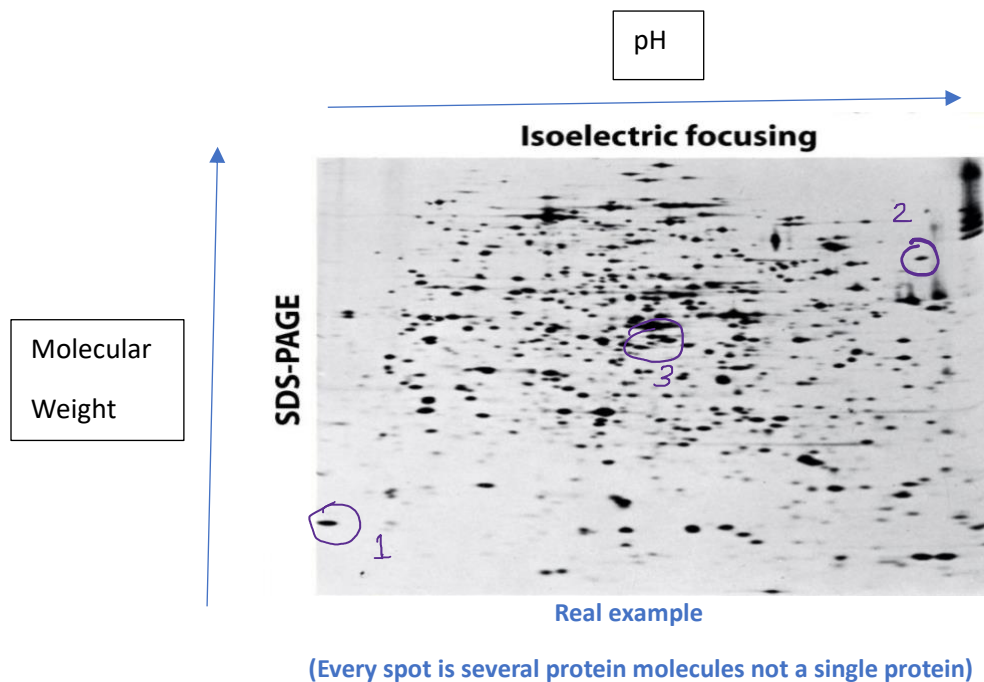 pH
Isoelectric focusing
2
SDS-PAGE
Molecular
Weight
3
1
Real example
(Every spot is several protein molecules not a single protein)